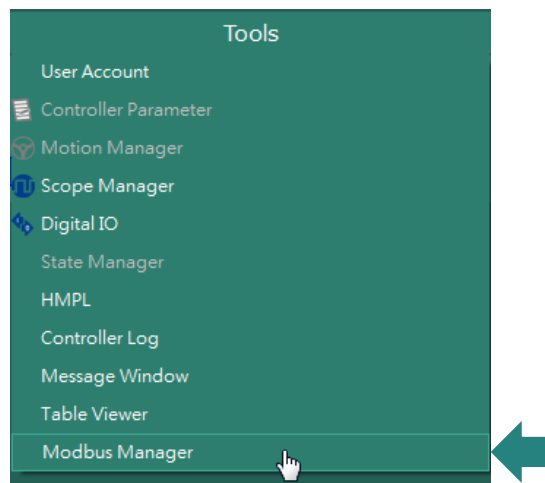 Tools
User Account
Controller Parameter
Motion Manager
Scope Manager
Digital IO
State Manager
HMPL
Controller Log
Message Window
Table Viewer
Modbus Manager